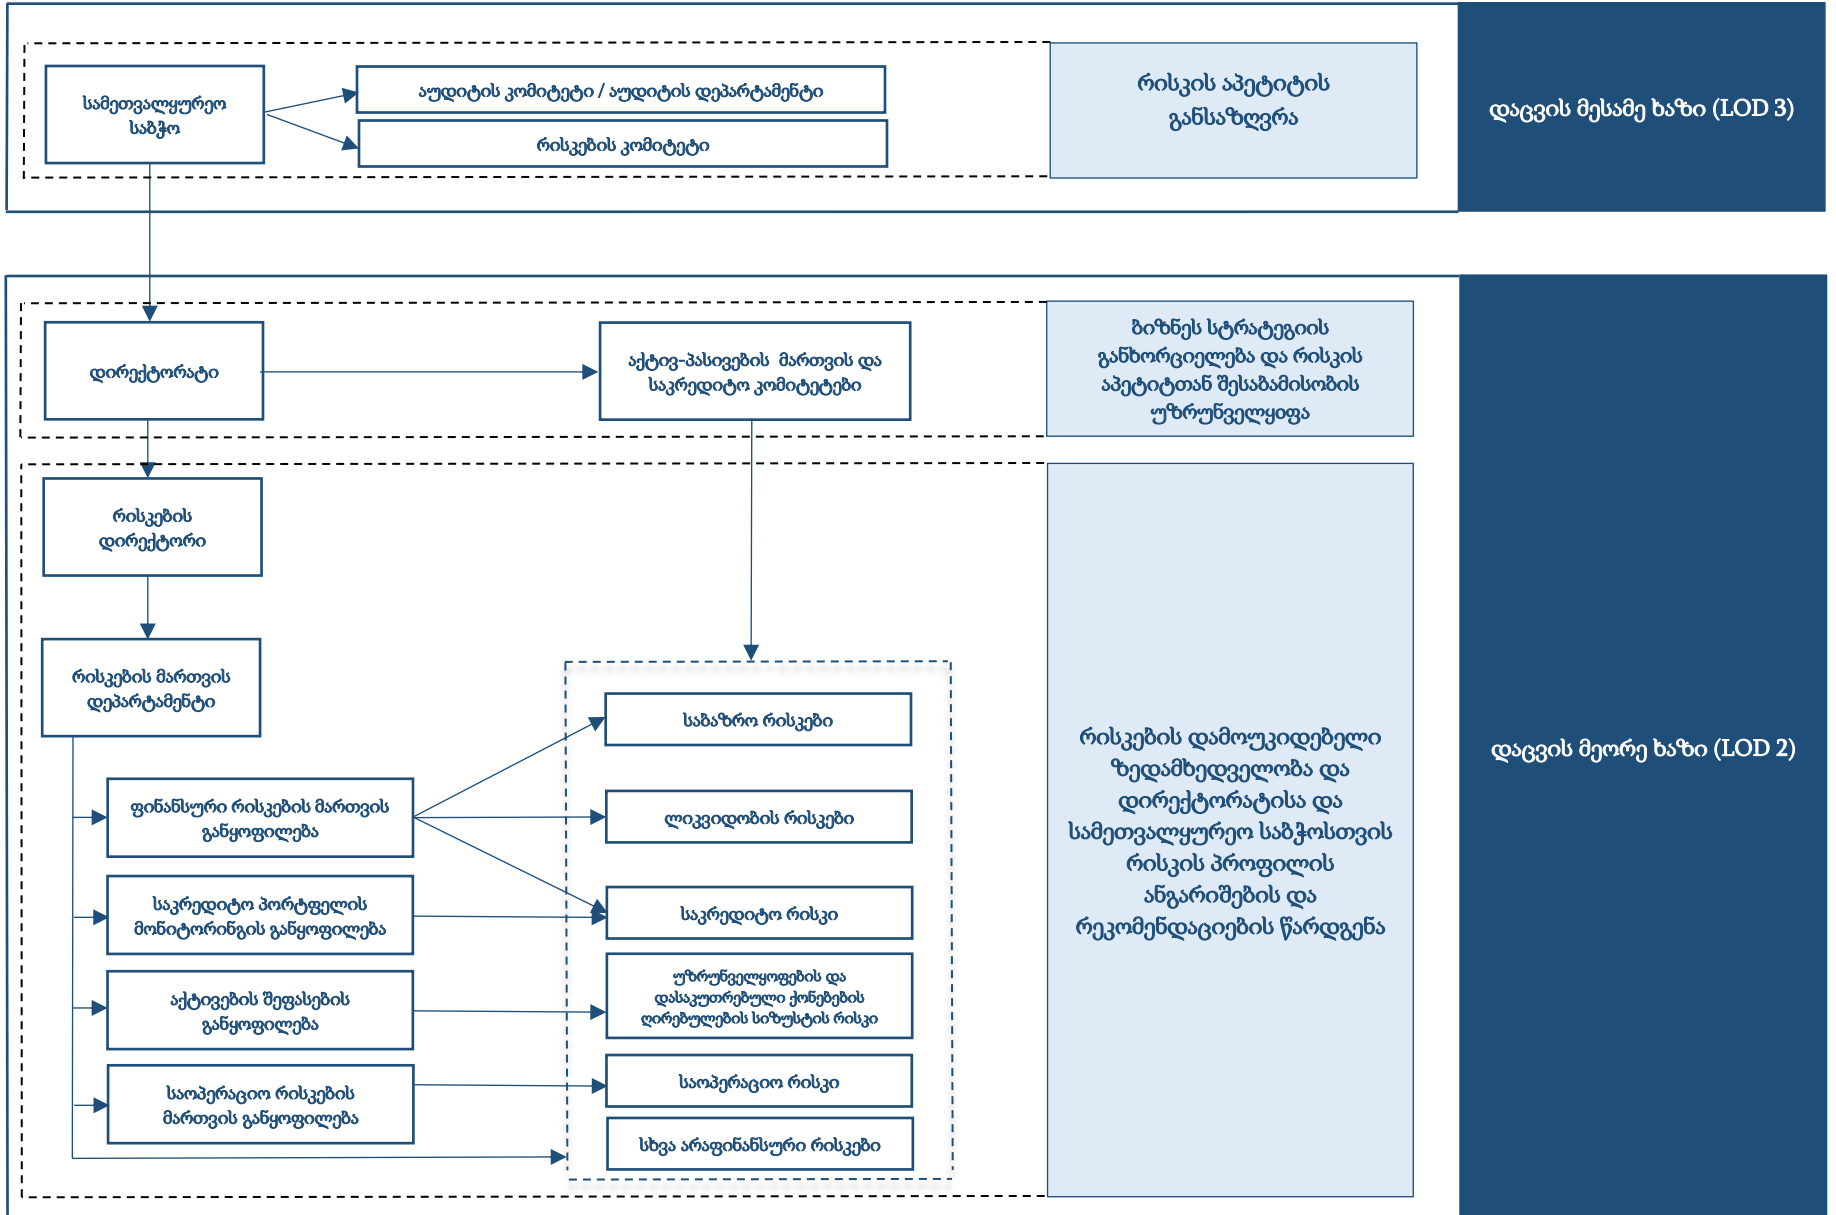 სამეთვალყურეო
საბჭო
აუდიტის კომიტეტი / აუდიტის დეპარტამენტი
რისკების კომიტეტი
რისკის აპეტიტის
განსაზღვრა
დაცვის მესამე ხაზი (LOD 3)
დირექტორატი
აქტივ-პასივების მართვის და
საკრედიტო კომიტეტები
ბიზნეს სტრატეგიის
განხორციელება და რისკის
აპეტიტთან შესაბამისობის
უზრუნველყიფა
რისკების
დირექტორი
რისკების მართვის
დეპარტამენტი
ფინანსური რისკების მართვის
განყოფილება
საკრედიტო პორტფელის
მონიტორინგის განყოფილება
აქტივების შეფასების
განყოფილება
საოპერაციო რისკების
მართვის განყოფილება
საბაზრო რისკები
ლიკვიდობის რისკები
საკრედიტო რისკი
უზრუნველყოფების და
დასაკუთრებული ქონებების
ღირებულების სიზუსტის რისკი
საოპერაციო რისკი
სხვა არაფინანსური რისკები
რისკების დამოუკიდებელი
ზედამხედველობა და
დირექტორატისა და
სამეთვალყურეო საბჭოსთვის
რისკის პროფილის
ანგარიშების და
რეკომენდაციების წარდგენა
დაცვის მეორე ხაზი (LOD 2)